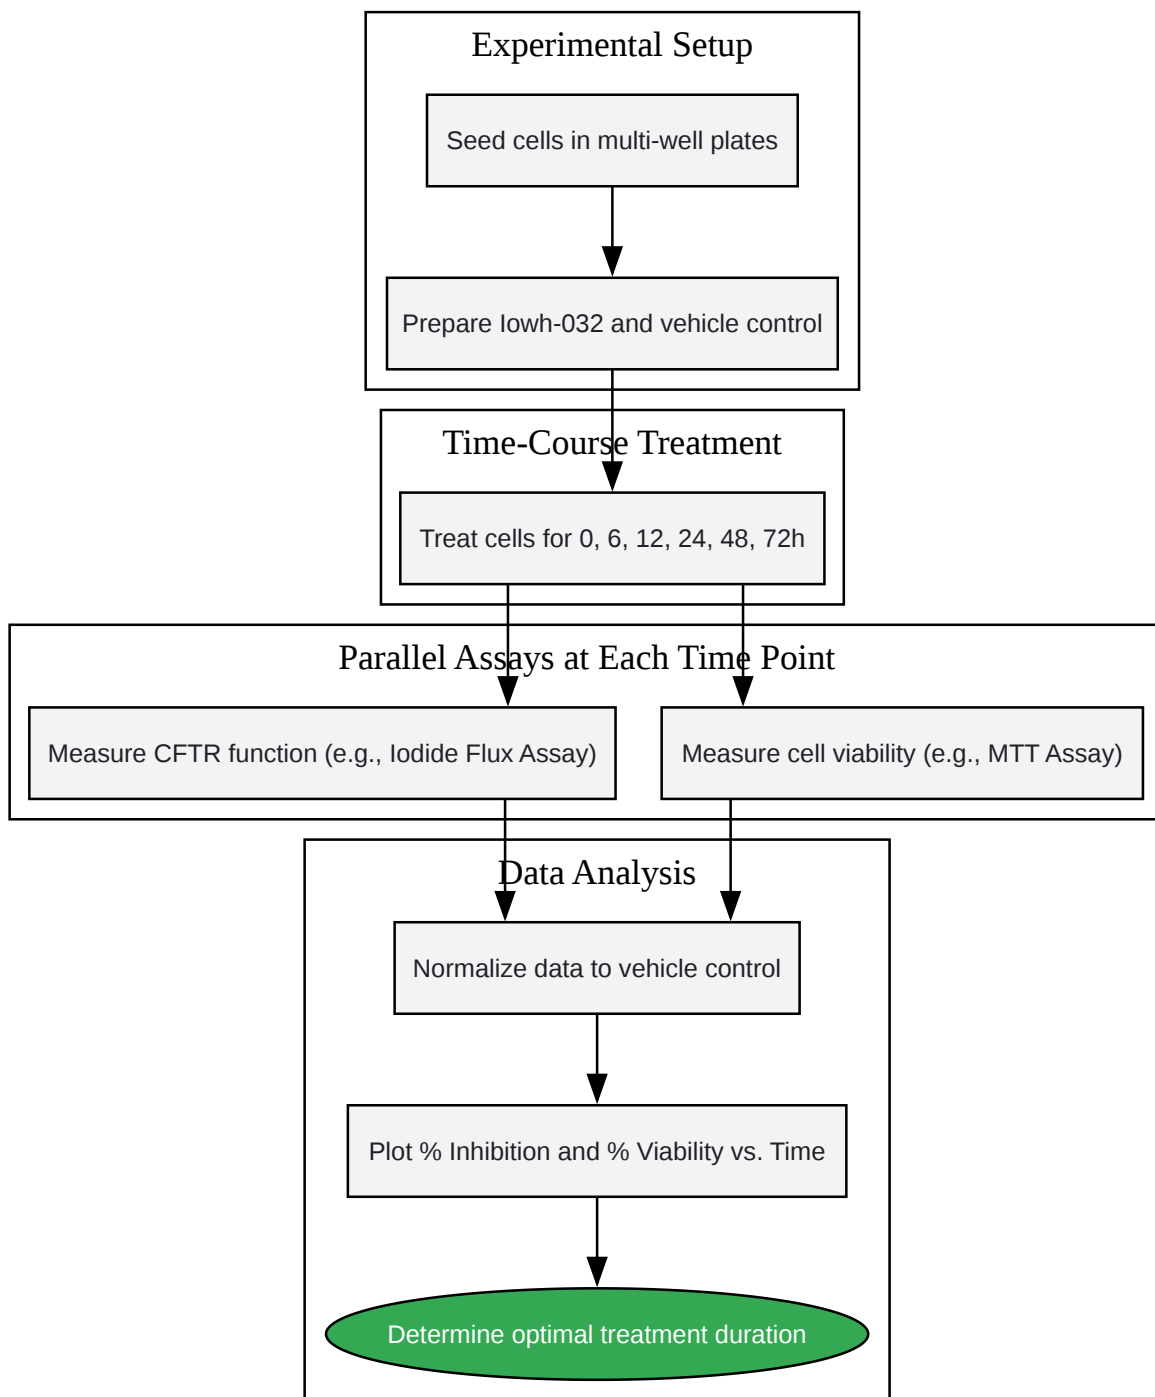 Experimental Setup
Seed cells in multi-well plates
Prepare Iowh-032 and vehicle control
Time-Course Treatment
Treat cells for 0, 6, 12, 24, 48, 72h
Parallel Assays at Each Time Point
Measure CFTR function (e.g., Iodide Flux Assay)
Measure cell viability (e.g., MTT Assay)
Data Analysis
Normalize data to vehicle control
Plot % Inhibition and % Viability vs. Time
Determine optimal treatment duration